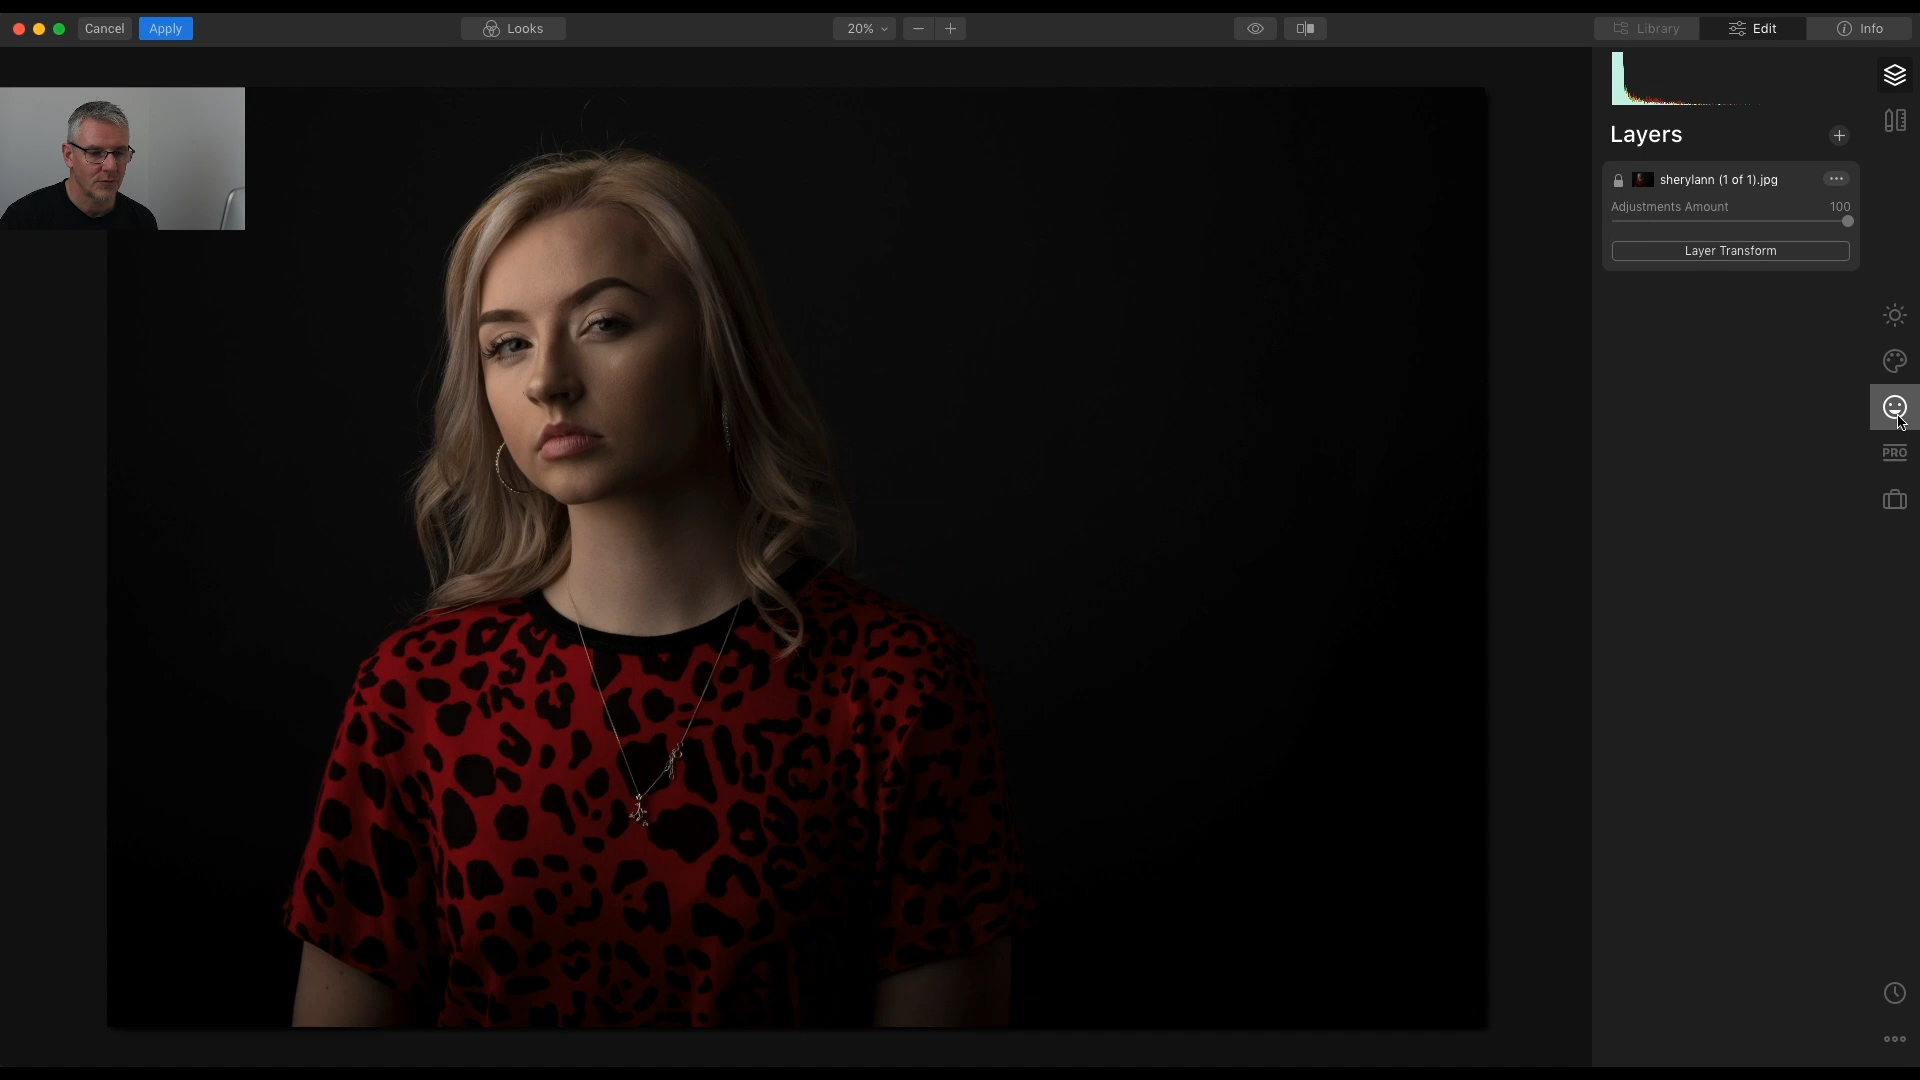 Cancel
Apply
Looks
20%
Library
Edit
Info
Layers
sherylann (1 of 1).jpg
Adjustments Amount 100
Layer Transform
PRO